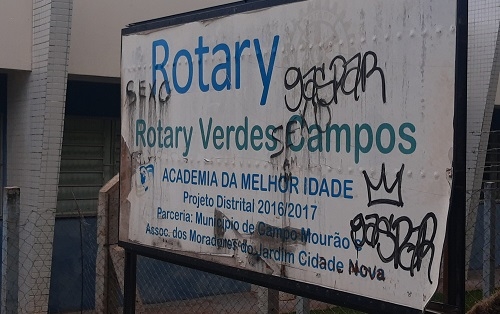 Rotary
gaspar
SEXO
Rotary Verdes Campos
ACADEMIA DA MELHOR IDADE
Projeto Distrital 2016/2017
Parceria: Município de Campo Mourão e
Assoc. dos Moradores do Jardim Cidade Nova
gaspar